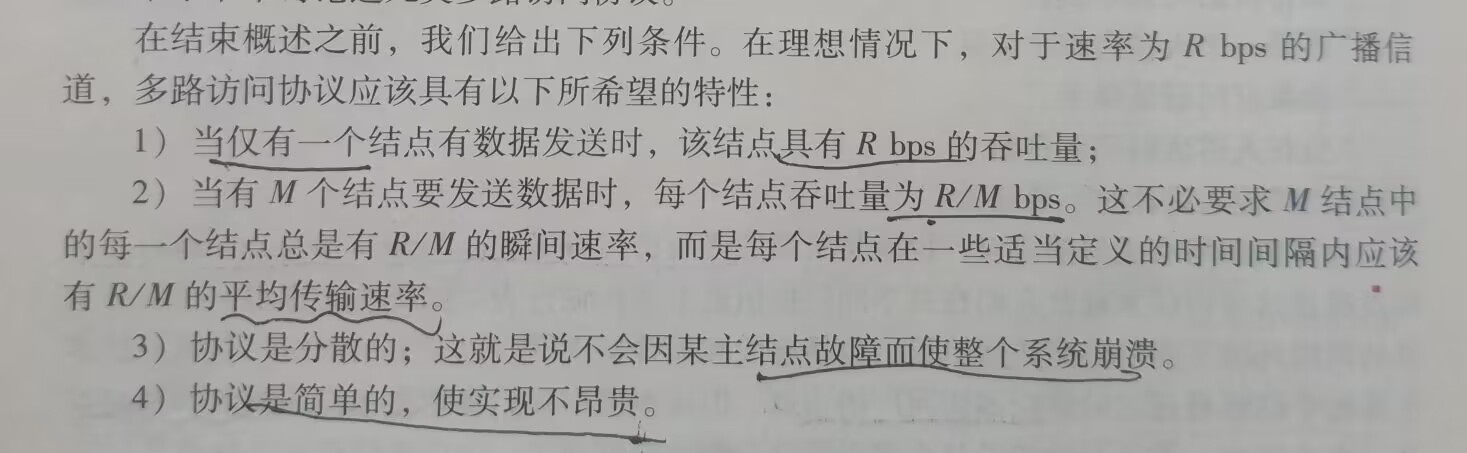 在结束概述之前，我们给出下列条件。在理想情况下，对于速率为 R bps 的广播信
道，多路访问协议应该具有以下所希望的特性：
1）当仅有一个结点有数据发送时，该结点具有 R bps 的吞吐量；
2）当有 M 个结点要发送数据时，每个结点吞吐量为 R/M bps。这不必要求 M 结点中
的每一个结点总是有 R/M 的瞬间速率，而是每个结点在一些适当定义的时间间隔内应该
有 R/M 的平均传输速率。
3）协议是分散的；这就是说不会因某主结点故障而使整个系统崩溃。
4）协议是简单的，使实现不昂贵。